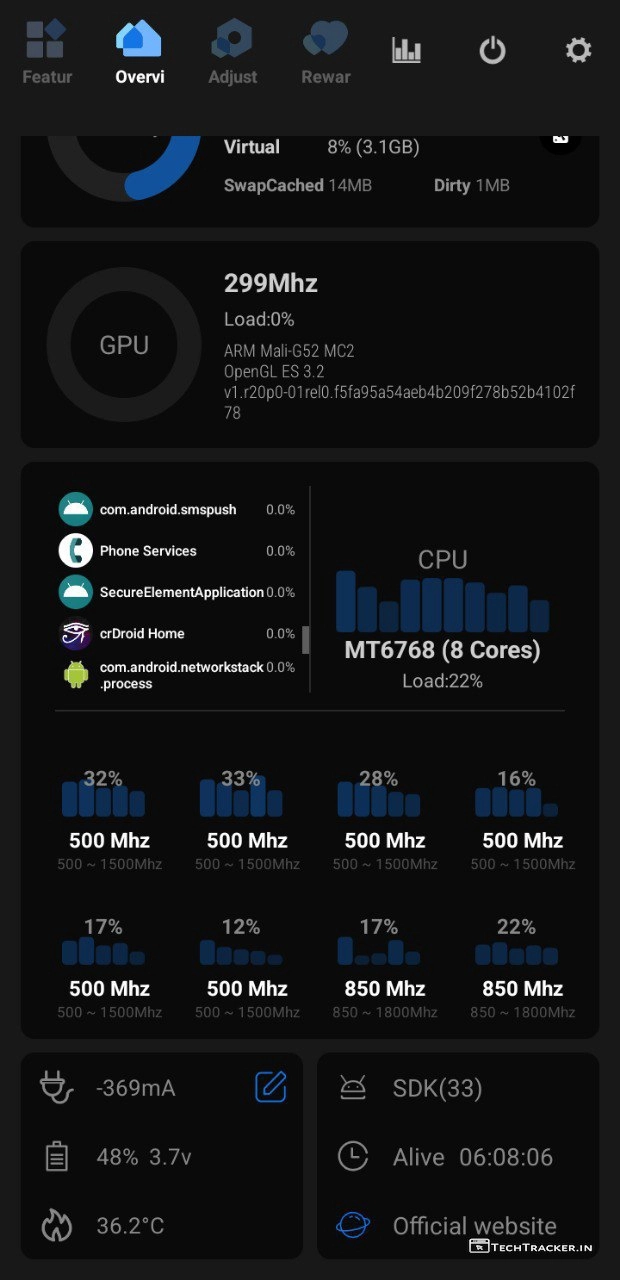 Featur
Overvi
Adjust
Rewar
Virtual 8% (3.1GB)
SwapCached 14MB Dirty 1MB
GPU
299Mhz
Load:0%
ARM Mali-G52 MC2
OpenGL ES 3.2
v1.r20p0-01rel0.f5fa95a54aeb4b209f278b52b4102f
78
com.android.smspush 0.0%
Phone Services 0.0%
SecureElementApplication 0.0%
crDroid Home 0.0%
com.android.networkstack 0.0%
.process
CPU
MT6768 (8 Cores)
Load:22%
32% 33% 28% 16%
500 Mhz 500 Mhz 500 Mhz 500 Mhz
500 ~ 1500Mhz 500 ~ 1500Mhz 500 ~ 1500Mhz 500 ~ 1500Mhz
17% 12% 17% 22%
500 Mhz 500 Mhz 850 Mhz 850 Mhz
500 ~ 1500Mhz 500 ~ 1500Mhz 850 ~ 1800Mhz 850 ~ 1800Mhz
-369mA
48% 3.7v
36.2°C
SDK(33)
Alive 06:08:06
Official website
TECHTRACKER.IN